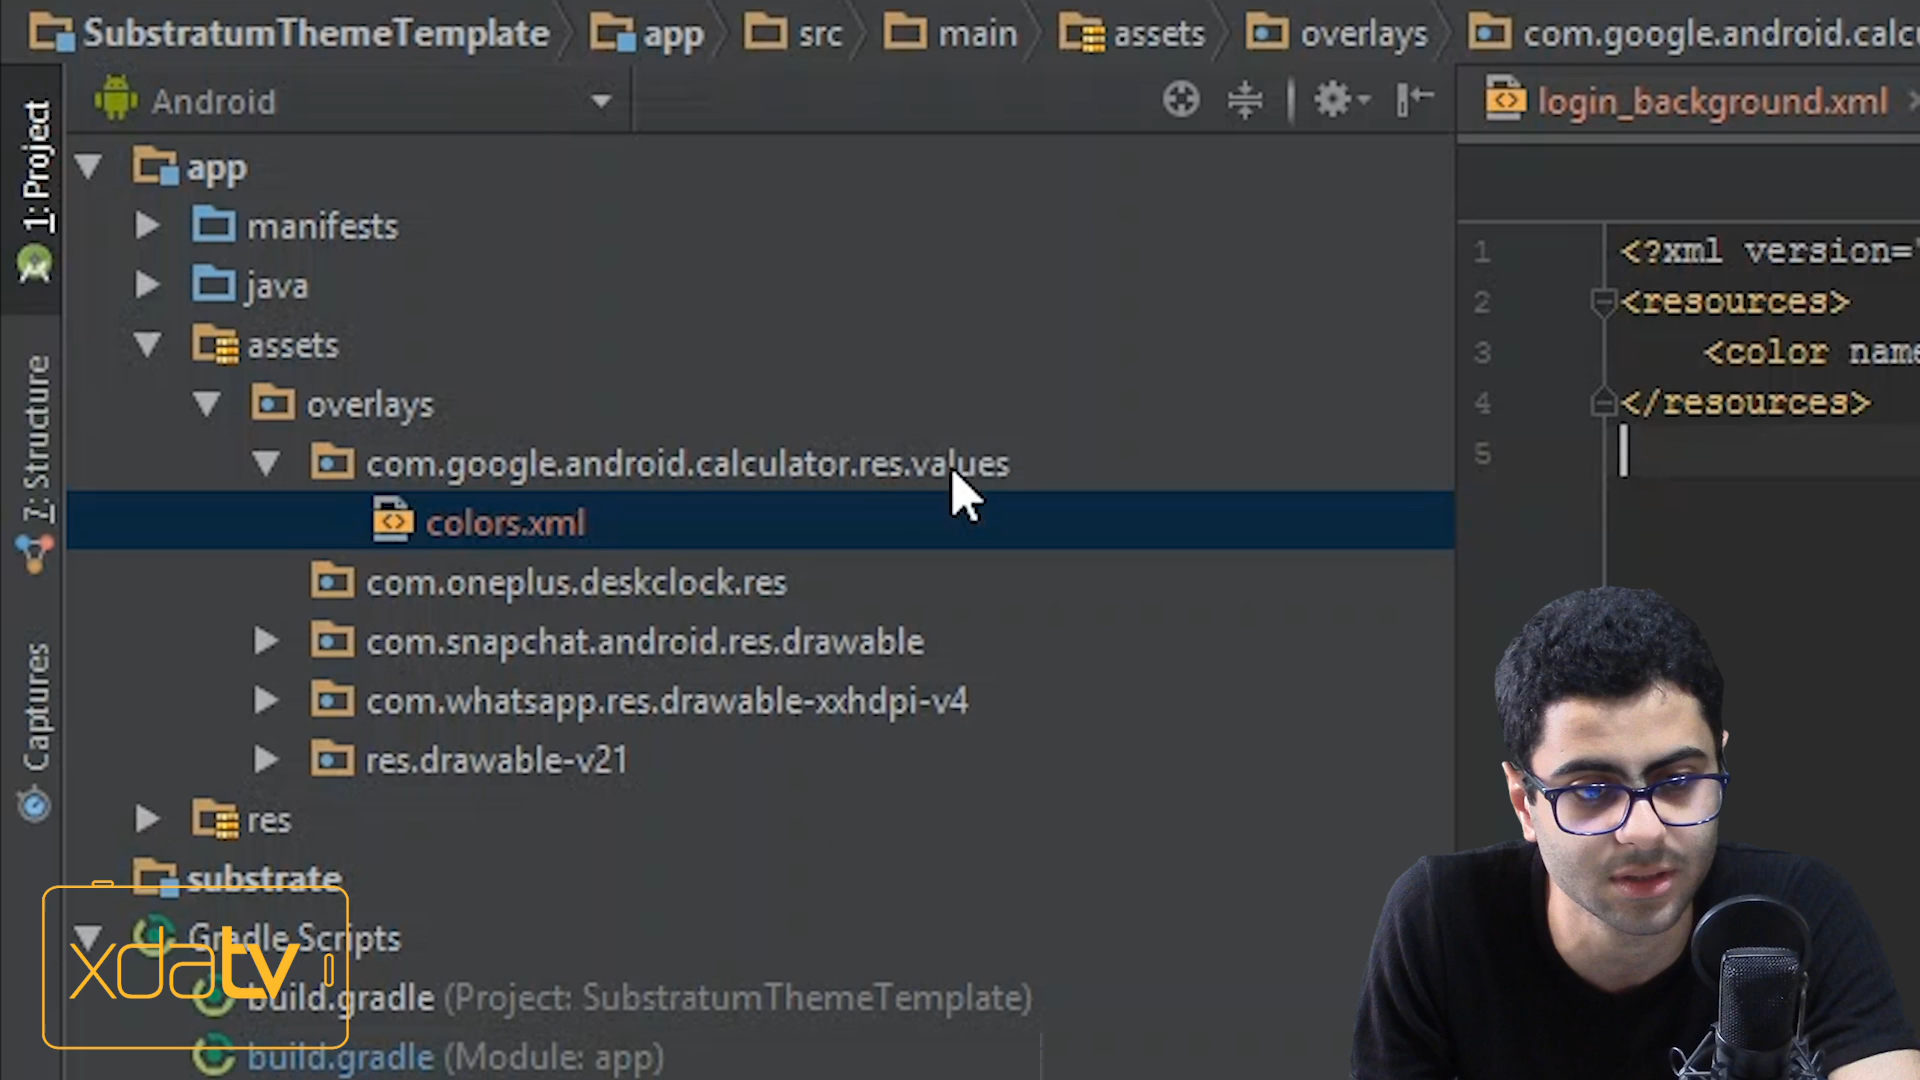 SubstratumThemeTemplate app src main assets overlays com.google.android.calc
Android
login_background.xml
1: Project
7: Structure
Captures
app
manifests
java
assets
overlays
com.google.android.calculator.res.values
colors.xml
com.oneplus.deskclock.res
com.snapchat.android.res.drawable
com.whatsapp.res.drawable-xxhdpi-v4
res.drawable-v21
res
substrate
Gradle Scripts
build.gradle (Project: SubstratumThemeTemplate)
build.gradle (Module: app)
1 <?xml version=
2 <resources>
3 <color name
4 </resources>
5
xdatv